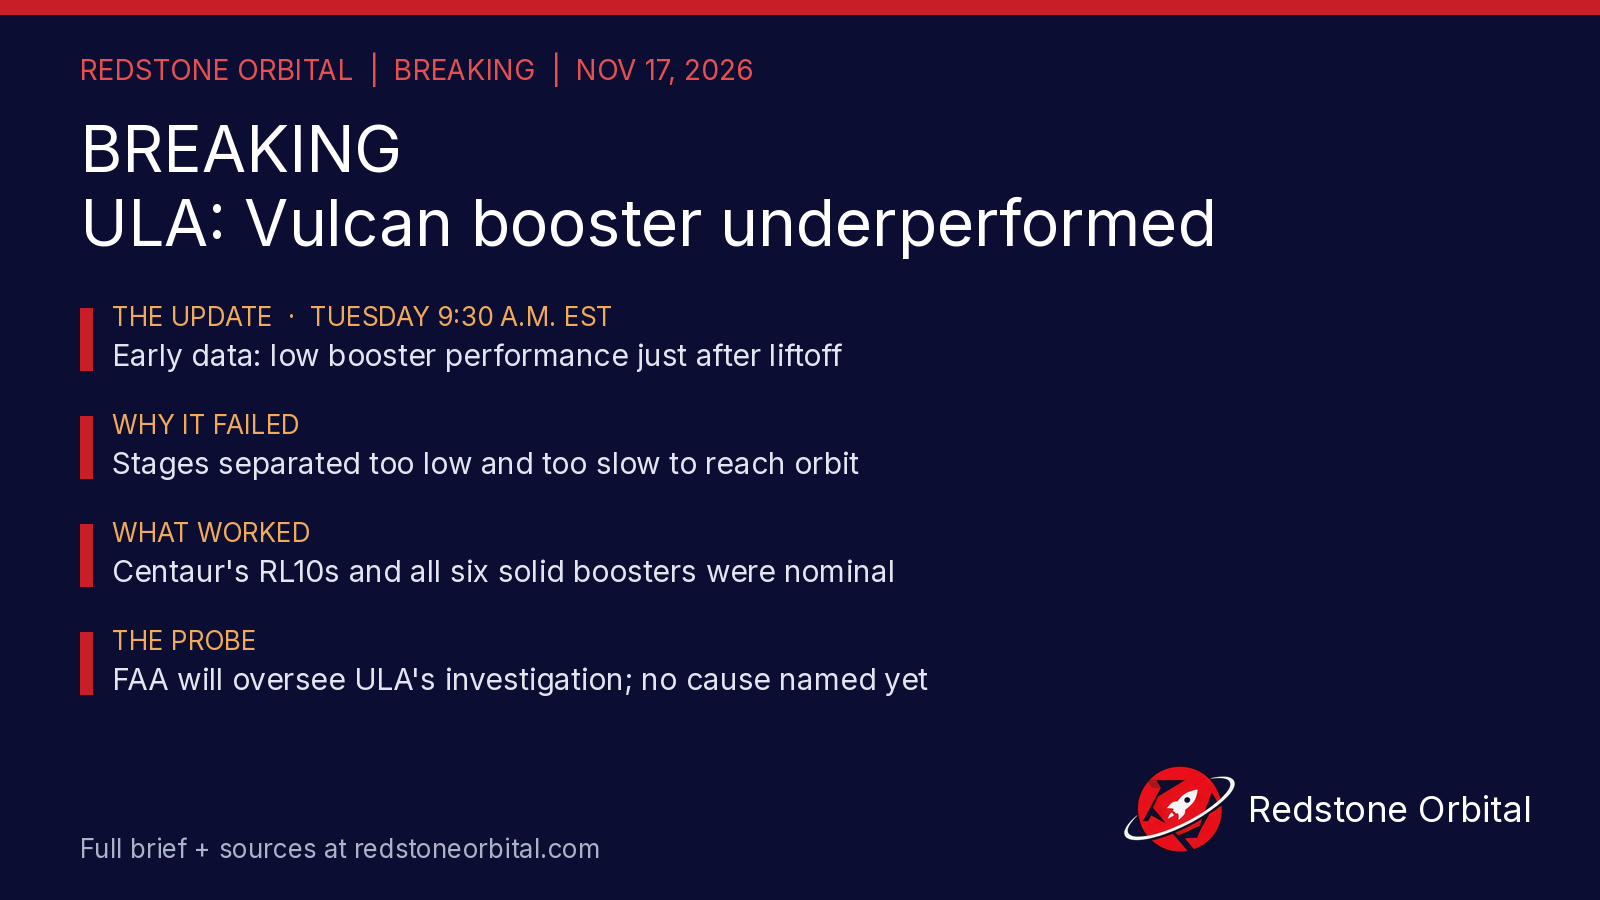 REDSTONE ORBITAL | BREAKING | NOV 17, 2026
BREAKING
ULA: Vulcan booster underperformed
THE UPDATE · TUESDAY 9:30 A.M. EST
Early data: low booster performance just after liftoff
WHY IT FAILED
Stages separated too low and too slow to reach orbit
WHAT WORKED
Centaur's RL10s and all six solid boosters were nominal
THE PROBE
FAA will oversee ULA's investigation; no cause named yet
Redstone Orbital
Full brief + sources at redstoneorbital.com